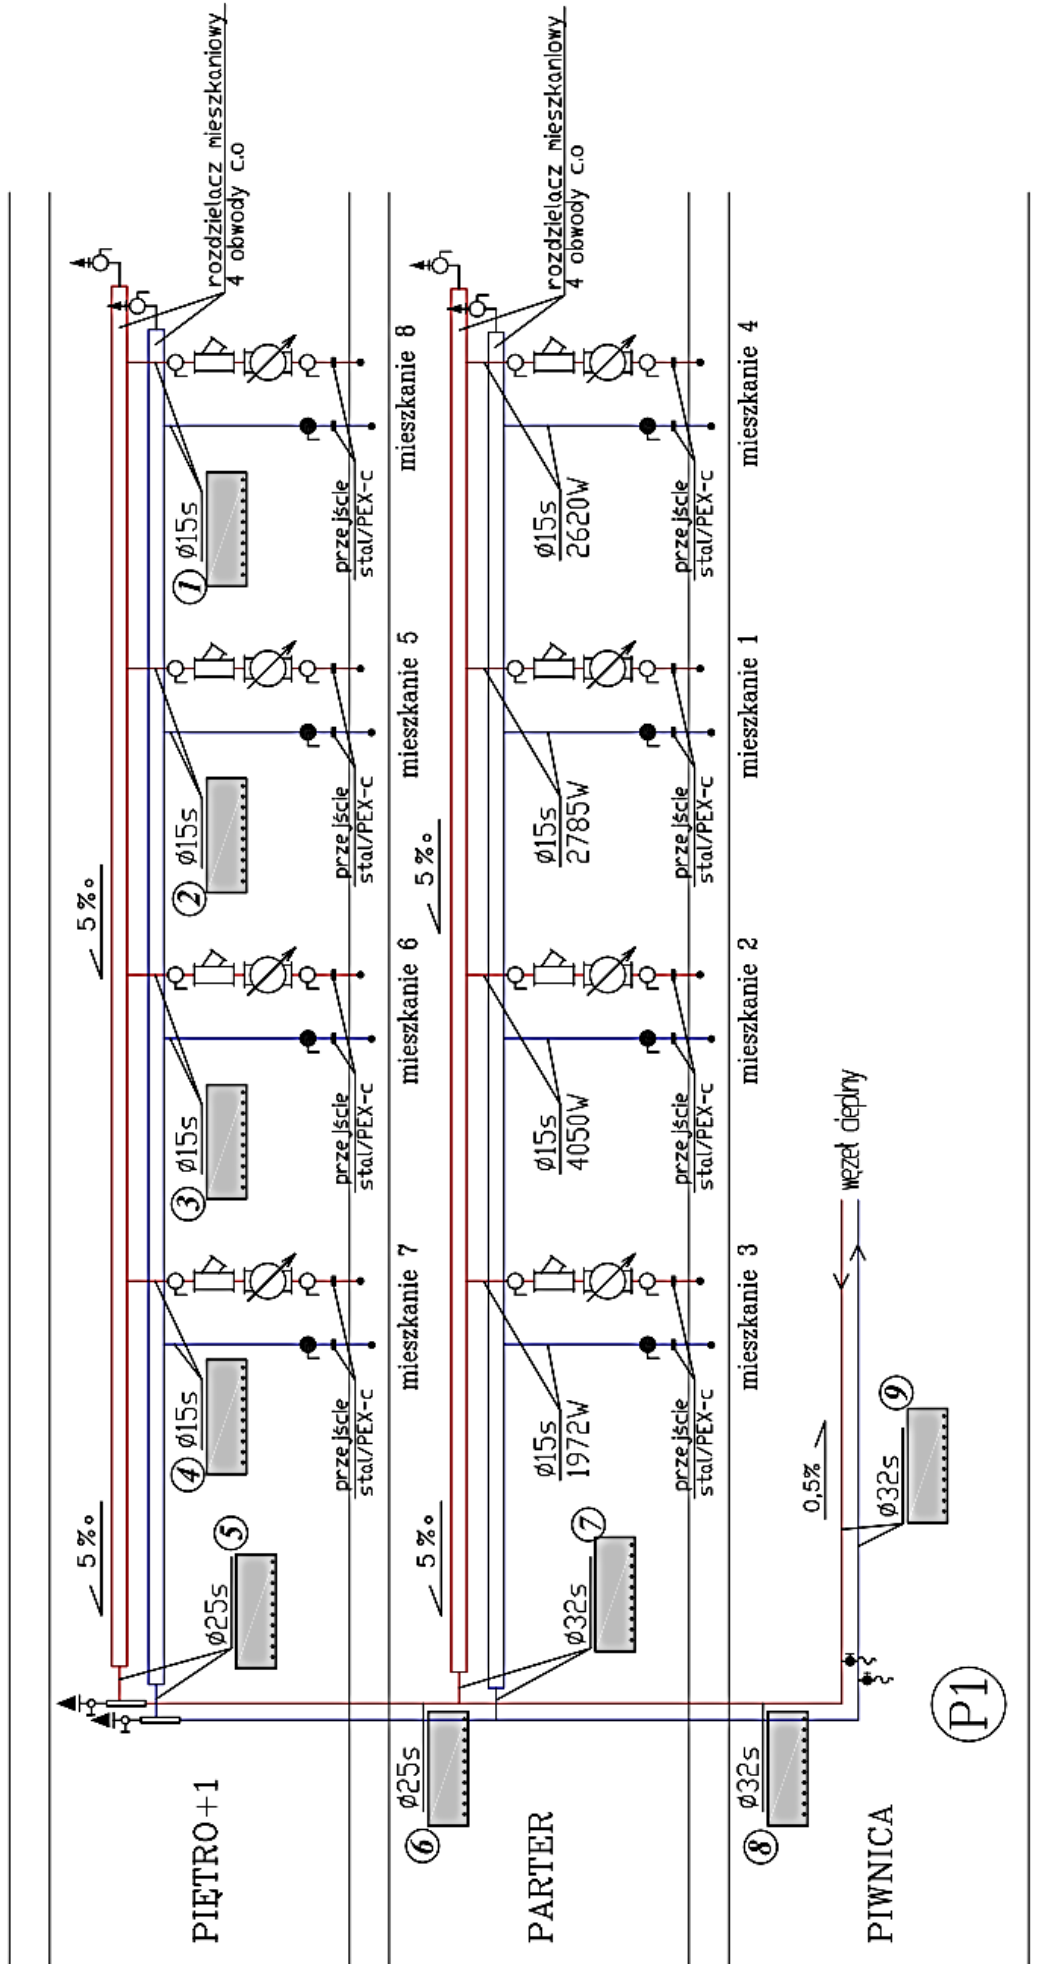 PIĘTRO+1
5‰
5‰
rozdzielacz mieszkaniowy
4 obwody c.o
Ø25s
5
4
Ø15s
3
Ø15s
2
Ø15s
1
Ø15s
przejście
stal/PEX-c
przejście
stal/PEX-c
przejście
stal/PEX-c
przejście
stal/PEX-c
mieszkanie 7
mieszkanie 6
mieszkanie 5
mieszkanie 8
Ø25s
6
PARTER
5‰
5‰
rozdzielacz mieszkaniowy
4 obwody c.o
Ø32s
7
Ø15s
1972W
Ø15s
4050W
Ø15s
2785W
Ø15s
2620W
przejście
stal/PEX-c
przejście
stal/PEX-c
przejście
stal/PEX-c
przejście
stal/PEX-c
mieszkanie 3
mieszkanie 2
mieszkanie 1
mieszkanie 4
Ø32s
8
PIWNICA
0,5%
węzeł cieplny
Ø32s
9
P1